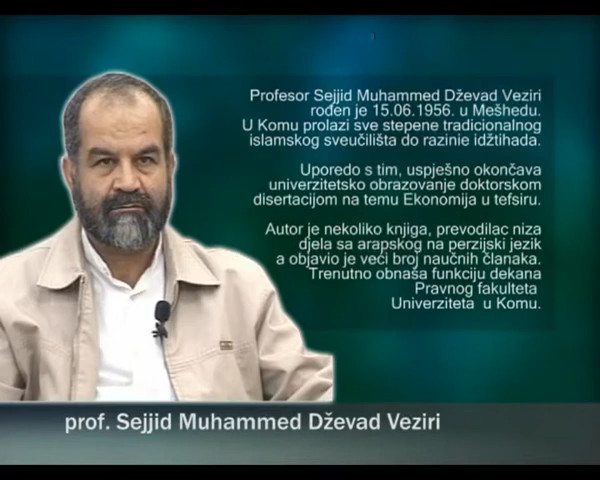 Profesor Sejjid Muhammed Dževad Veziri
rođen je 15.06.1956. u Mešhedu.
U Komu prolazi sve stepene tradicionalnog
islamskog sveučilišta do razinie idžtihada.
Uporedo s tim, uspješno okončava
univerzitetsko obrazovanje doktorskom
disertacijom na temu Ekonomija u tefsiru.
Autor je nekoliko knjiga, prevodilac niza
djela sa arapskog na perzijski jezik
a objavio je veći broj naučnih članaka.
Trenutno obnaša funkciju dekana
Pravnog fakulteta
Univerziteta u Komu.
prof. Sejjid Muhammed Dževad Veziri